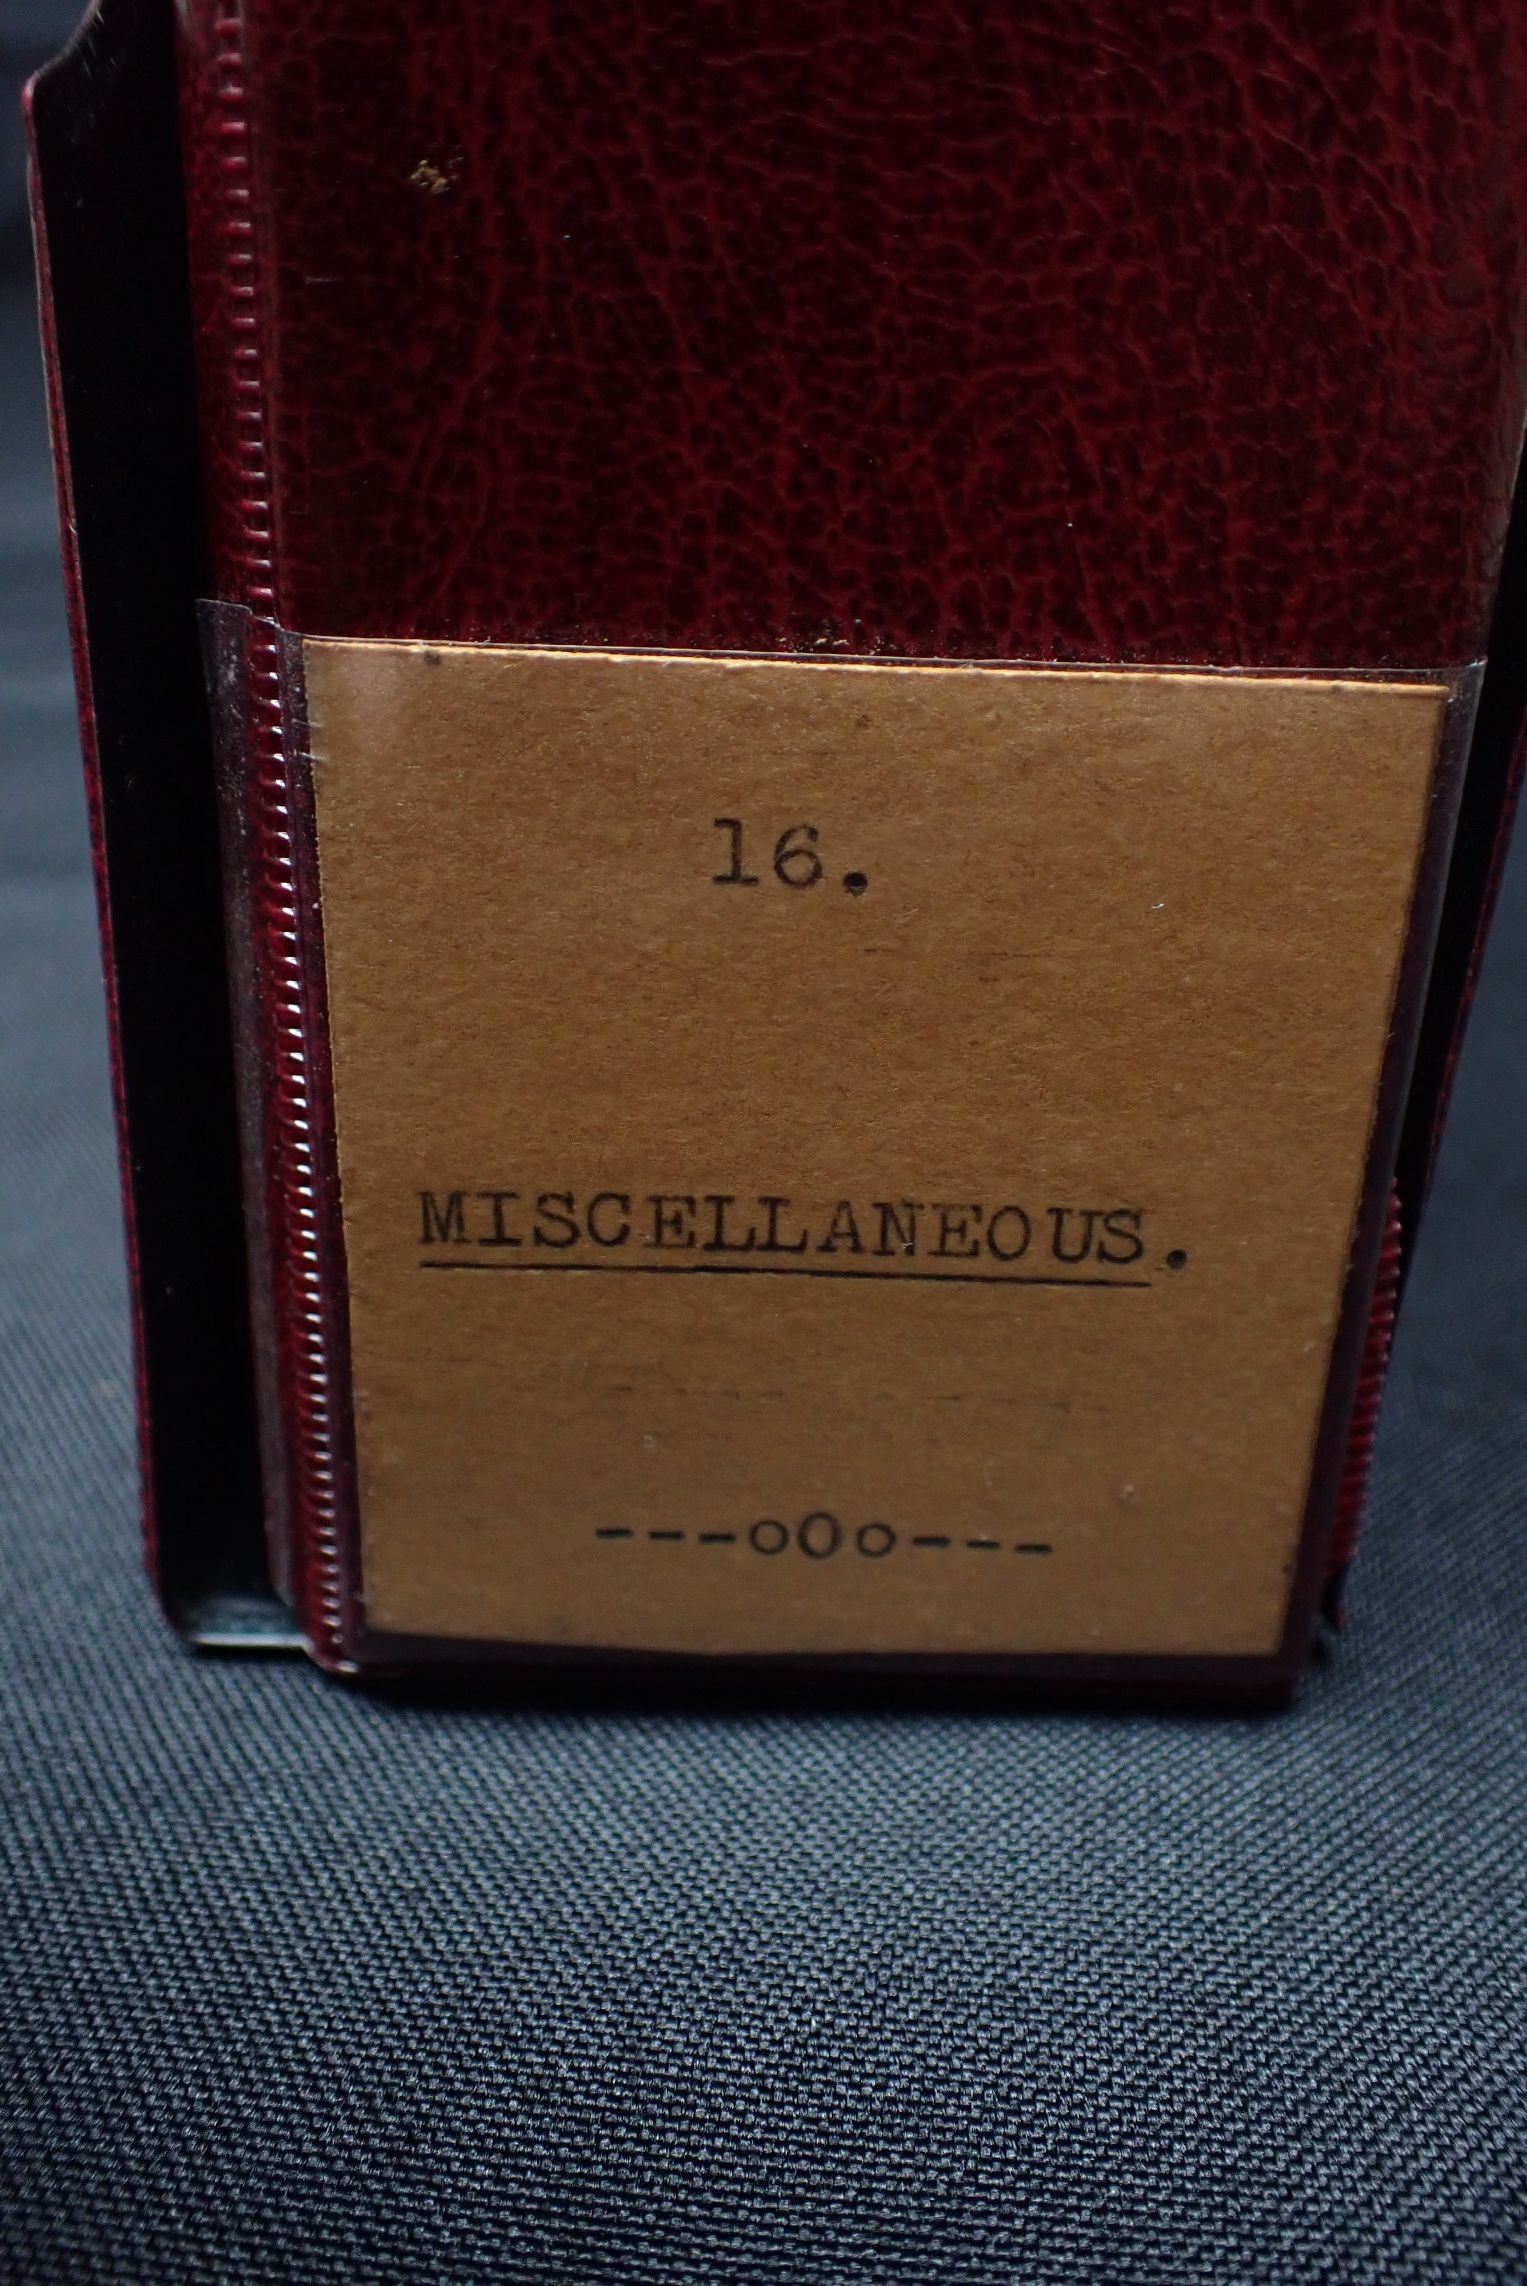 16.
MISCELLANEOUS.
---oOo---